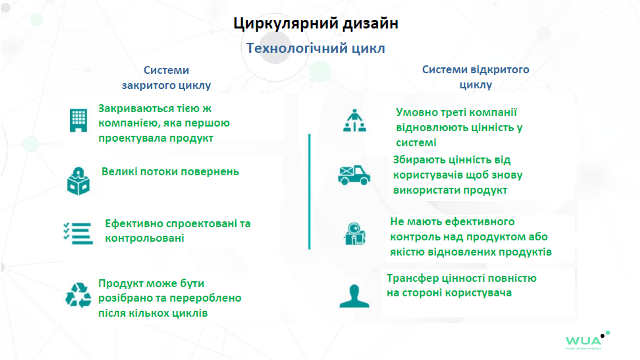 Циркулярний дизайн
Технологічний цикл
Системи
закритого циклу
Закриваються тією ж
компанією, яка першою
проектувала продукт
Великі потоки повернень
Ефективно спроектовані та
контрольовані
Продукт може бути
розібрано та перероблено
після кількох циклів
Системи відкритого
циклу
Умовно треті компанії
відновлюють цінність у
системі
Збирають цінність від
користувачів щоб знову
використати продукт
Не мають ефективного
контроль над продуктом або
якістю відновлених продуктів
Трансфер цінності повністю
на стороні користувача
WUA